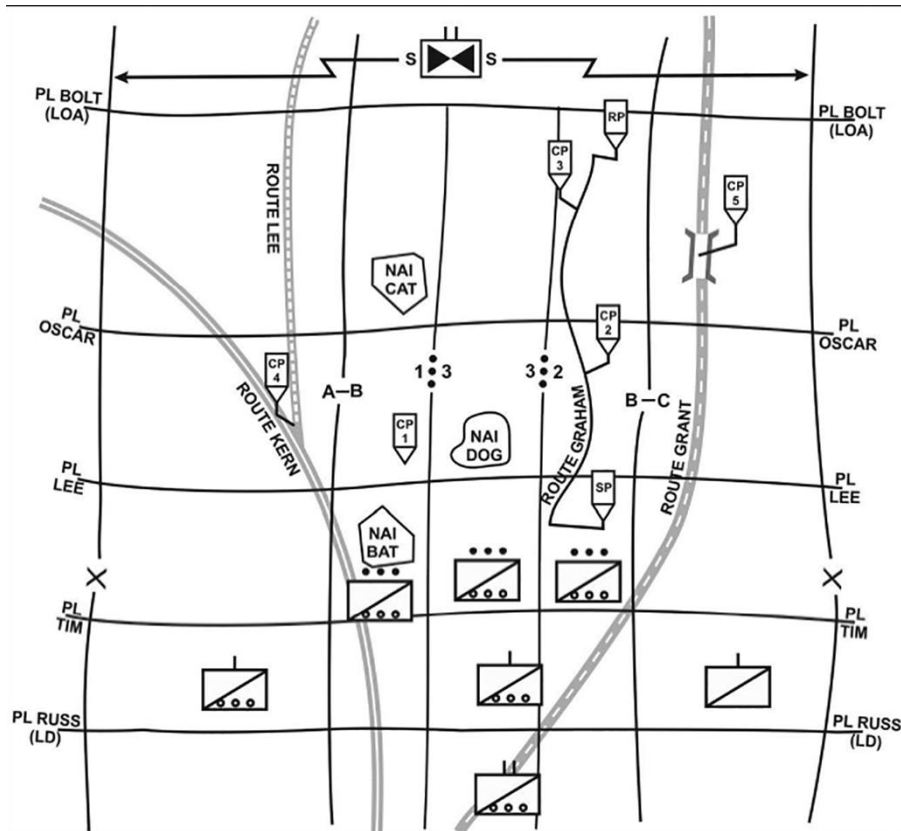 S S
PL BOLT
(LOA)
PL BOLT
(LOA)
RP
CP
3
CP
5
ROUTE LEE
NAI
CAT
PL
OSCAR
PL
OSCAR
CP
2
CP
4
1 3
3 2
A–B
B–C
ROUTE KERN
CP
1
NAI
DOG
ROUTE GRAHAM
ROUTE GRANT
PL
LEE
PL
LEE
SP
NAI
BAT
X
X
PL
TIM
PL
TIM
PL RUSS
(LD)
PL RUSS
(LD)